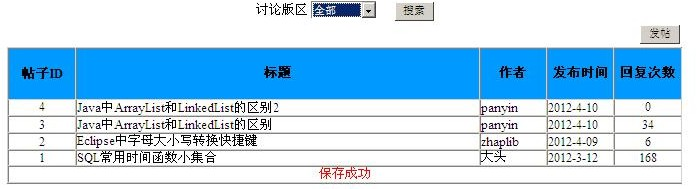 讨论版区 全部 搜索
发帖
帖子ID 标题 作者 发布时间 回复次数
4 Java中ArrayList和LinkedList的区别2 panyin 2012-4-10 0
3 Java中ArrayList和LinkedList的区别 panyin 2012-4-10 34
2 Eclipse中字母大小写转换快捷键 zhaplib 2012-4-09 6
1 SQL常用时间函数小集合 大头 2012-3-12 168
保存成功